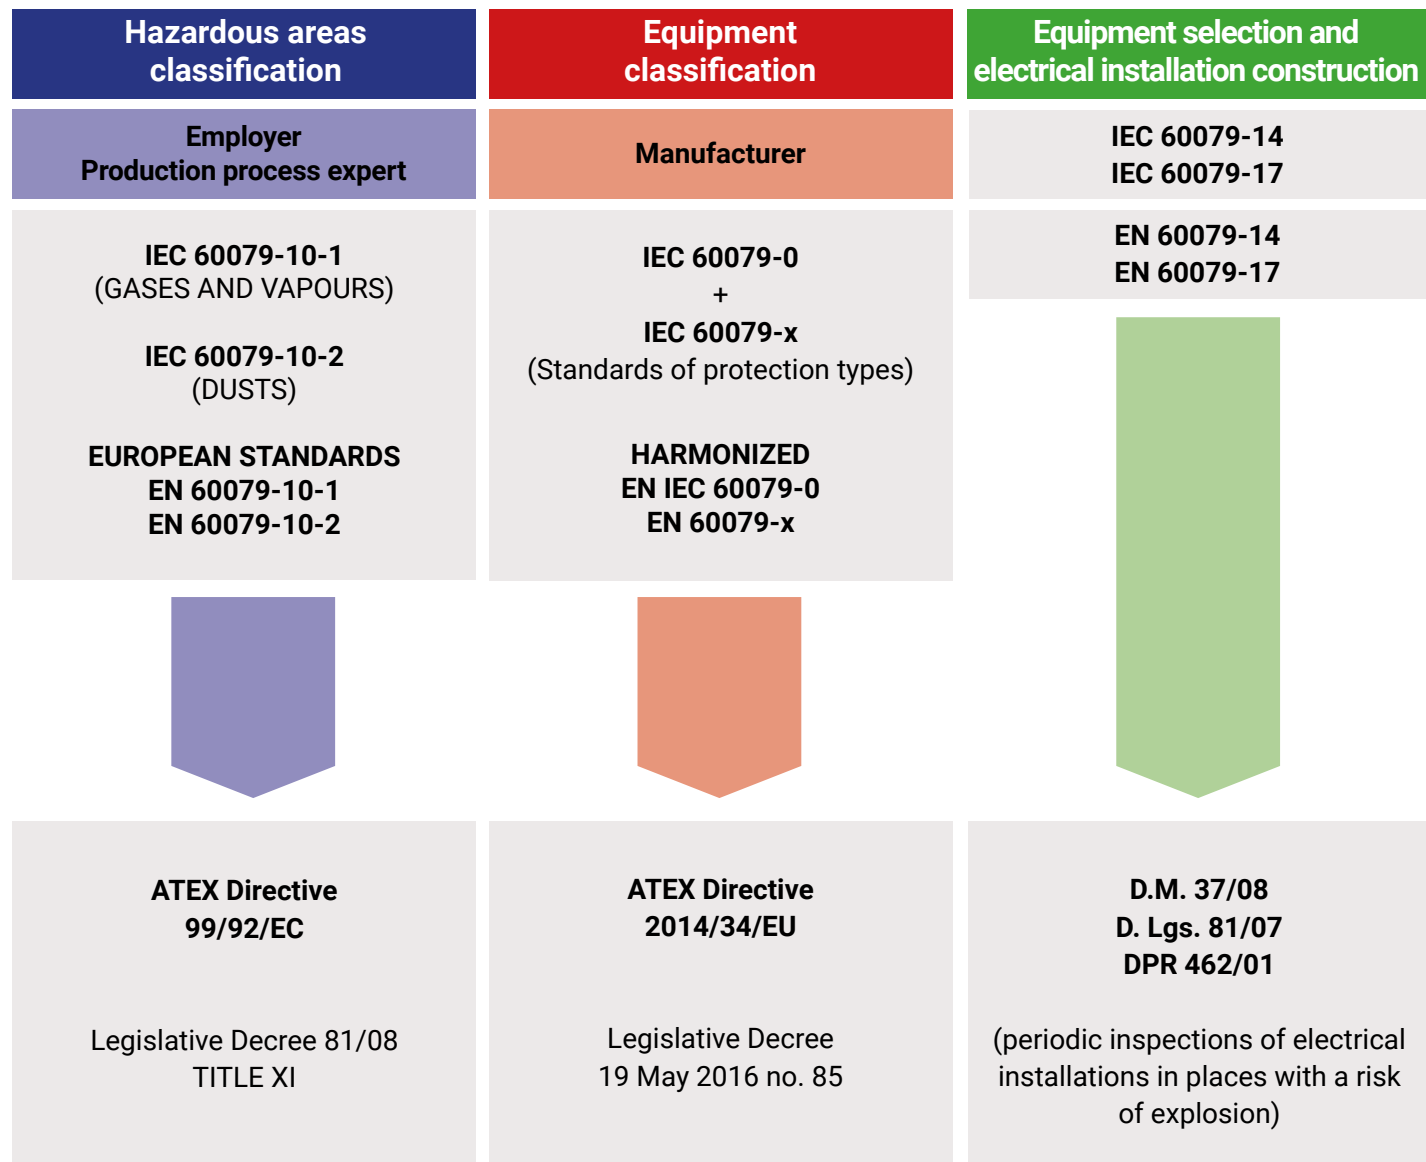 Hazardous areas
classification
Employer
Production process expert
IEC 60079-10-1
(GASES AND VAPOURS)
IEC 60079-10-2
(DUSTS)
EUROPEAN STANDARDS
EN 60079-10-1
EN 60079-10-2
ATEX Directive
99/92/EC
Legislative Decree 81/08
TITLE XI
Equipment
classification
Manufacturer
IEC 60079-0
+
IEC 60079-x
(Standards of protection types)
HARMONIZED
EN IEC 60079-0
EN 60079-x
ATEX Directive
2014/34/EU
Legislative Decree
19 May 2016 no. 85
Equipment selection and
electrical installation construction
IEC 60079-14
IEC 60079-17
EN 60079-14
EN 60079-17
D.M. 37/08
D. Lgs. 81/07
DPR 462/01
(periodic inspections of electrical
installations in places with a risk
of explosion)